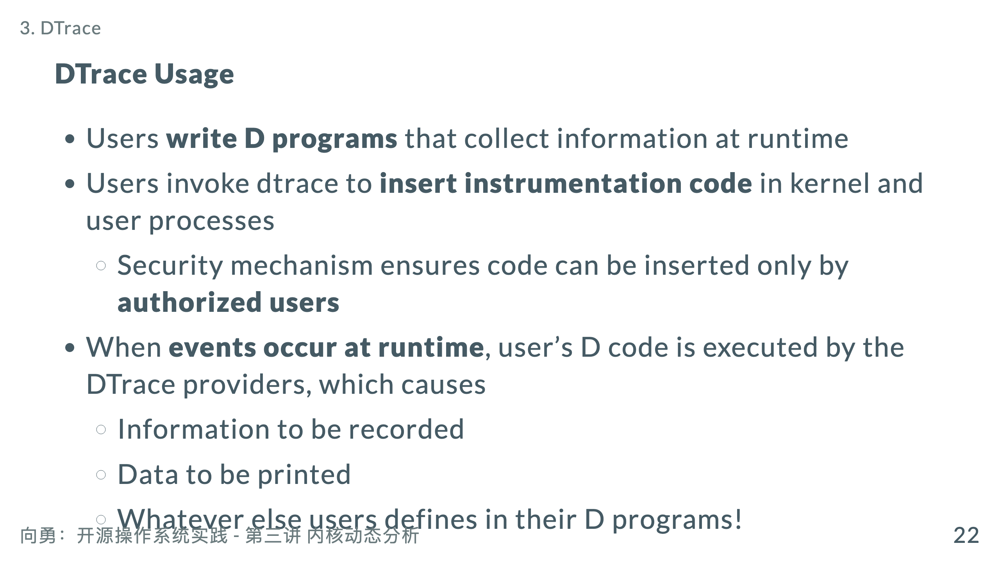 3. DTrace
DTrace Usage
• Users write D programs that collect information at runtime
• Users invoke dtrace to insert instrumentation code in kernel and
user processes
○ Security mechanism ensures code can be inserted only by
authorized users
• When events occur at runtime, user’s D code is executed by the
DTrace providers, which causes
○ Information to be recorded
○ Data to be printed
○ Whatever else users defines in their D programs!
向勇：开源操作系统实践 - 第三讲 内核动态分析
22